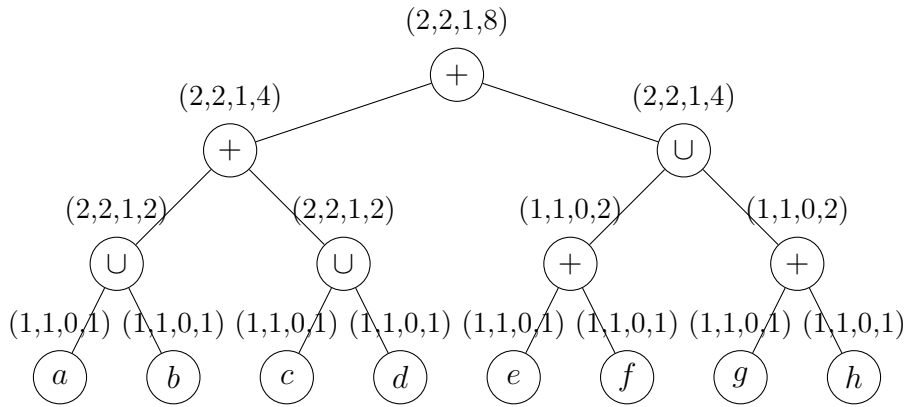 (2,2,1,8)
+
(2,2,1,4) (2,2,1,4)
+ ∪
(2,2,1,2) (2,2,1,2) (1,1,0,2) (1,1,0,2)
∪ ∪ + +
(1,1,0,1) (1,1,0,1) (1,1,0,1) (1,1,0,1) (1,1,0,1) (1,1,0,1) (1,1,0,1) (1,1,0,1)
a b c d e f g h